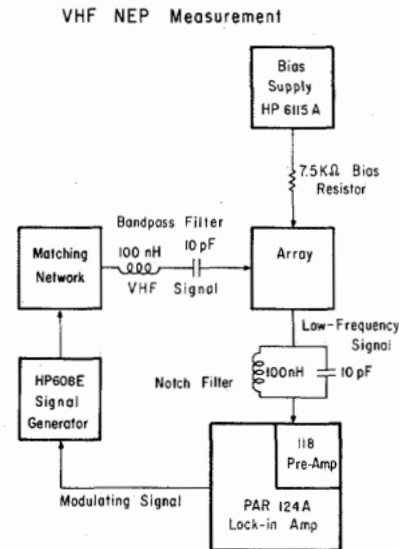 VHF NEP Measurement
Bias
Supply
HP 6115 A
7.5KΩ Bias
Resistor
Bandpass Filter
100 nH 10 pF
VHF Signal
Matching
Network
Array
Low-Frequency
Signal
HP608E
Signal
Generator
Notch Filter
100nH 10 pF
118
Pre-Amp
Modulating Signal
PAR 124A
Lock-in Amp